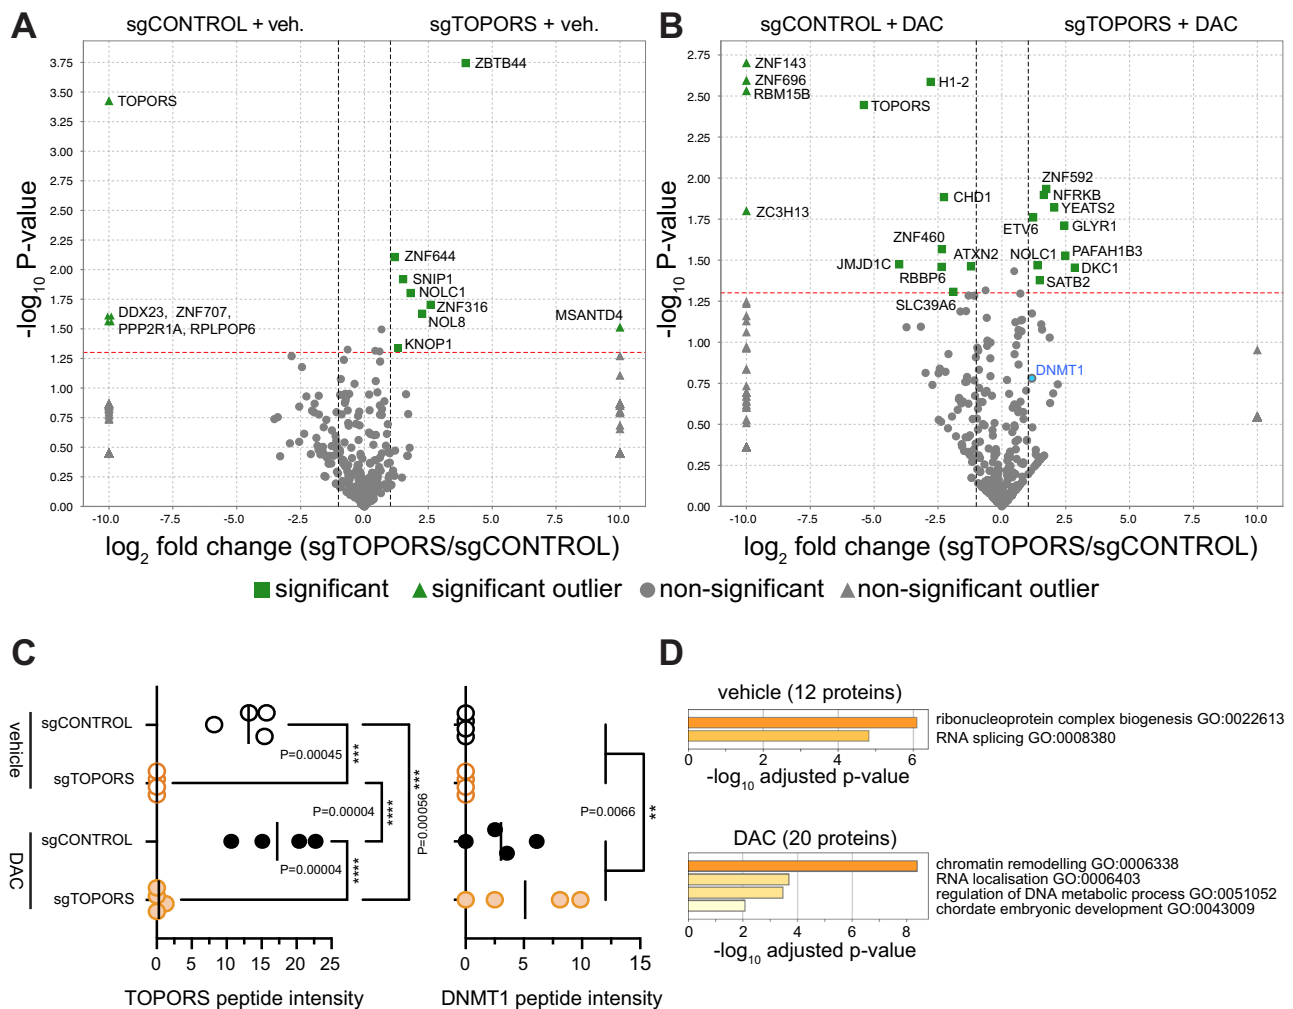 A
sgCONTROL + veh.
sgTOPORS + veh.
-log10 P-value
3.75
3.50
3.25
3.00
2.75
2.50
2.25
2.00
1.75
1.50
1.25
1.00
0.75
0.50
0.25
0.00
ZBTB44
TOPORS
ZNF644
SNIP1
NOLC1
ZNF316
NOL8
KNOP1
MSANTD4
DDX23, ZNF707,
PPP2R1A, RPLPOP6
-10.0
-7.5
-5.0
-2.5
0.0
2.5
5.0
7.5
10.0
log2 fold change (sgTOPORS/sgCONTROL)
B
sgCONTROL + DAC
sgTOPORS + DAC
-log10 P-value
2.75
2.50
2.25
2.00
1.75
1.50
1.25
1.00
0.75
0.50
0.25
0.00
ZNF143
ZNF696
RBM15B
H1-2
TOPORS
ZC3H13
CHD1
ZNF460
JMJD1C
RBBP6
ATXN2
SLC39A6
ZNF592
NFRKB
YEATS2
ETV6
GLYR1
NOLC1
PAFAH1B3
DKC1
SATB2
DNMT1
-10.0
-7.5
-5.0
-2.5
0.0
2.5
5.0
7.5
10.0
log2 fold change (sgTOPORS/sgCONTROL)
significant
significant outlier
non-significant
non-significant outlier
C
vehicle
DAC
sgCONTROL
sgTOPORS
sgCONTROL
sgTOPORS
P=0.00045
***
P=0.00004
****
P=0.00004
****
P=0.00056
***
0
5
10
15
20
25
TOPORS peptide intensity
P=0.0066
**
0
5
10
15
DNMT1 peptide intensity
D
vehicle (12 proteins)
ribonucleoprotein complex biogenesis GO:0022613
RNA splicing GO:0008380
0
2
4
6
-log10 adjusted p-value
DAC (20 proteins)
chromatin remodelling GO:0006338
RNA localisation GO:0006403
regulation of DNA metabolic process GO:0051052
chordate embryonic development GO:0043009
0
2
4
6
8
-log10 adjusted p-value